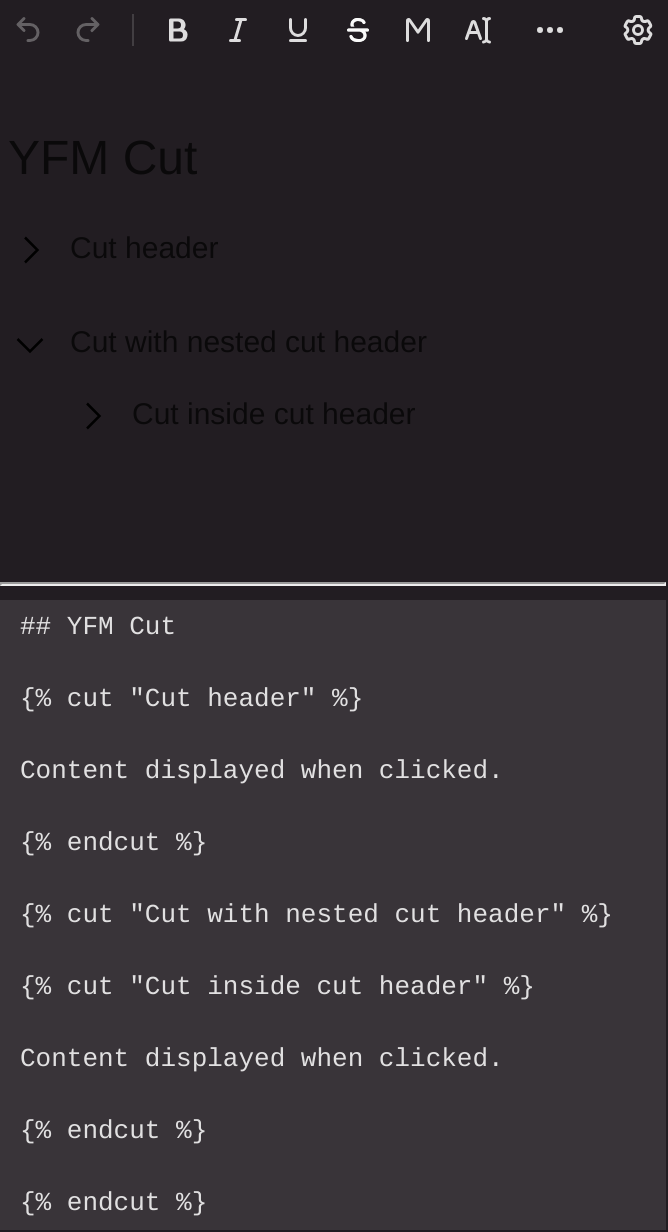 B I U S M AI
YFM Cut
Cut header
Cut with nested cut header
Cut inside cut header
## YFM Cut
{% cut "Cut header" %}
Content displayed when clicked.
{% endcut %}
{% cut "Cut with nested cut header" %}
{% cut "Cut inside cut header" %}
Content displayed when clicked.
{% endcut %}
{% endcut %}